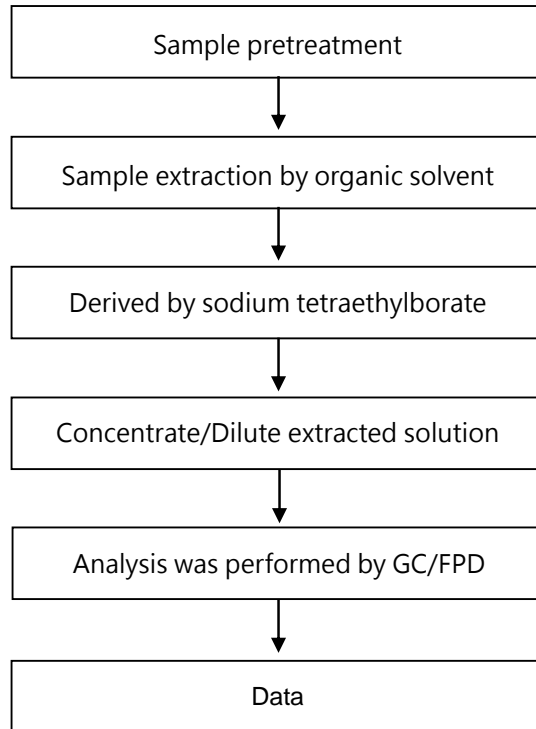 Sample pretreatment
Sample extraction by organic solvent
Derived by sodium tetraethylborate
Concentrate/Dilute extracted solution
Analysis was performed by GC/FPD
Data